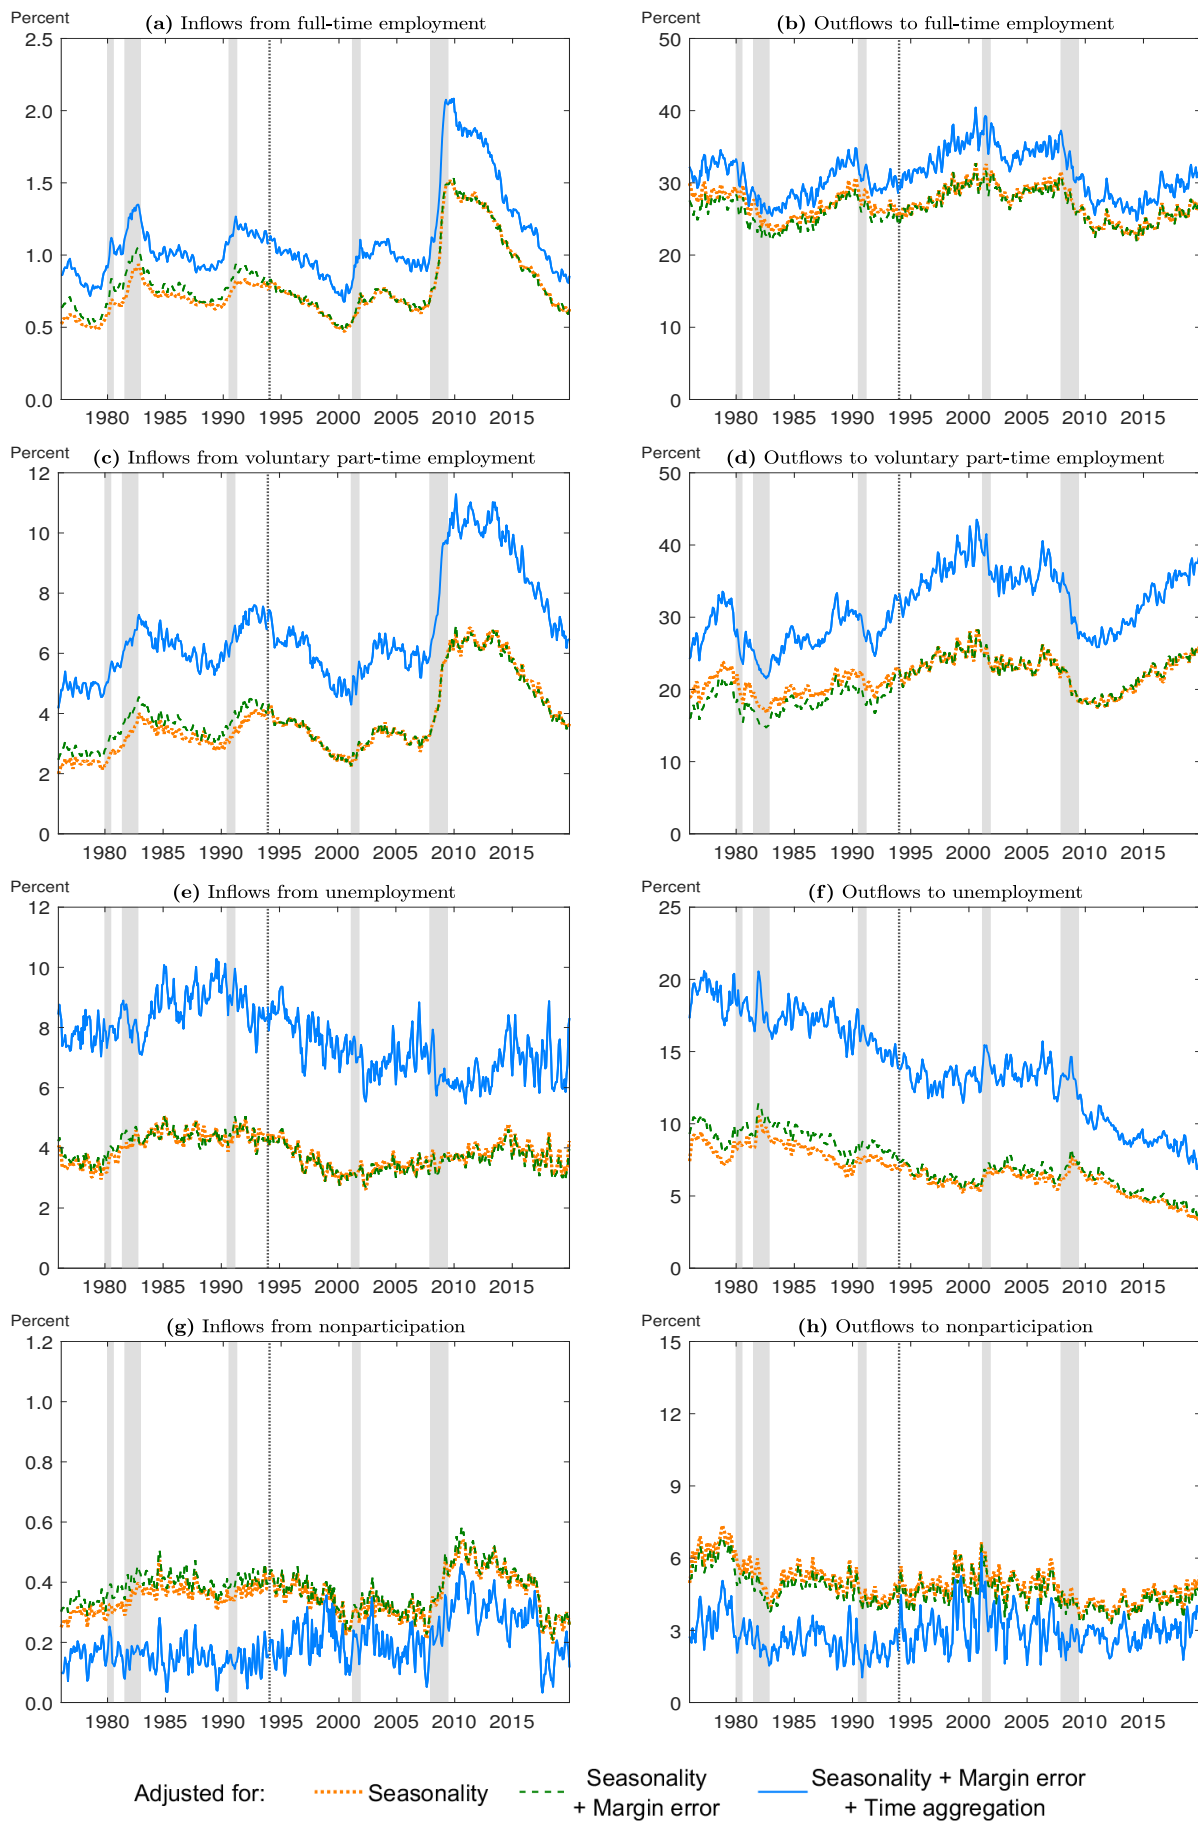 Percent
(a) Inflows from full-time employment
2.5
2.0
1.5
1.0
0.5
0.0
1980 1985 1990 1995 2000 2005 2010 2015
Percent
(b) Outflows to full-time employment
50
40
30
20
10
0
1980 1985 1990 1995 2000 2005 2010 2015
Percent
(c) Inflows from voluntary part-time employment
12
10
8
6
4
2
0
1980 1985 1990 1995 2000 2005 2010 2015
Percent
(d) Outflows to voluntary part-time employment
50
40
30
20
10
0
1980 1985 1990 1995 2000 2005 2010 2015
Percent
(e) Inflows from unemployment
12
10
8
6
4
2
0
1980 1985 1990 1995 2000 2005 2010 2015
Percent
(f) Outflows to unemployment
25
20
15
10
5
0
1980 1985 1990 1995 2000 2005 2010 2015
Percent
(g) Inflows from nonparticipation
1.2
1.0
0.8
0.6
0.4
0.2
0.0
1980 1985 1990 1995 2000 2005 2010 2015
Percent
(h) Outflows to nonparticipation
15
12
9
6
3
0
1980 1985 1990 1995 2000 2005 2010 2015
Adjusted for:
Seasonality
Seasonality
+ Margin error
Seasonality + Margin error
+ Time aggregation